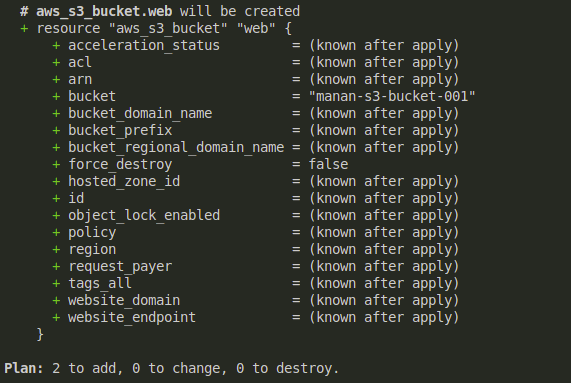 # aws_s3_bucket.web will be created
+ resource "aws_s3_bucket" "web" {
+ acceleration_status = (known after apply)
+ acl = (known after apply)
+ arn = (known after apply)
+ bucket = "manan-s3-bucket-001"
+ bucket_domain_name = (known after apply)
+ bucket_prefix = (known after apply)
+ bucket_regional_domain_name = (known after apply)
+ force_destroy = false
+ hosted_zone_id = (known after apply)
+ id = (known after apply)
+ object_lock_enabled = (known after apply)
+ policy = (known after apply)
+ region = (known after apply)
+ request_payer = (known after apply)
+ tags_all = (known after apply)
+ website_domain = (known after apply)
+ website_endpoint = (known after apply)
}
Plan: 2 to add, 0 to change, 0 to destroy.